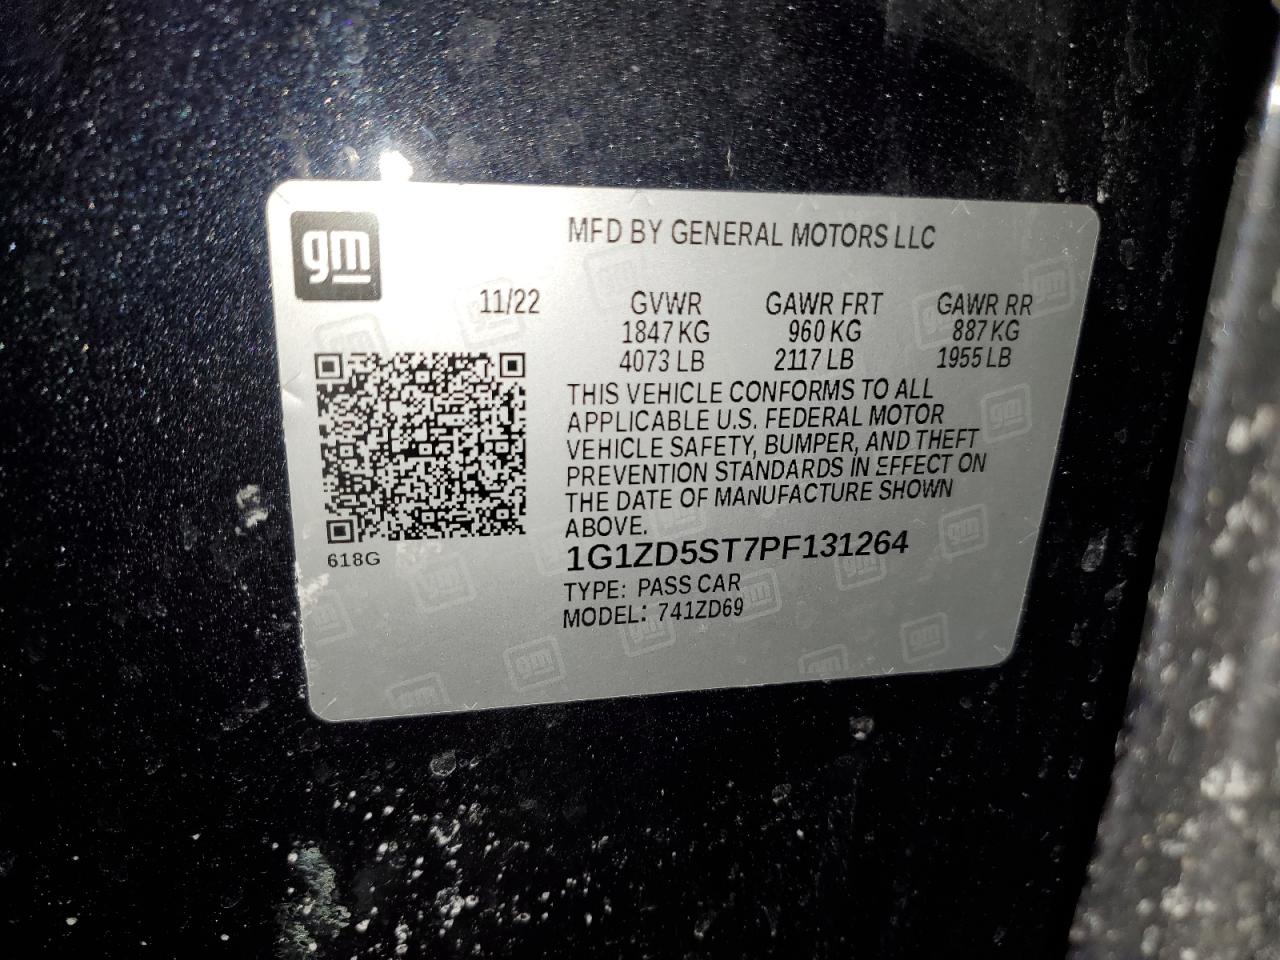 gm
MFD BY GENERAL MOTORS LLC
11/22 GVWR GAWR FRT GAWR RR
1847 KG 960 KG 887 KG
4073 LB 2117 LB 1955 LB
THIS VEHICLE CONFORMS TO ALL
APPLICABLE U.S. FEDERAL MOTOR
VEHICLE SAFETY, BUMPER, AND THEFT
PREVENTION STANDARDS IN EFFECT ON
THE DATE OF MANUFACTURE SHOWN
ABOVE.
618G
1G1ZD5ST7PF131264
TYPE: PASS CAR
MODEL: 741ZD69